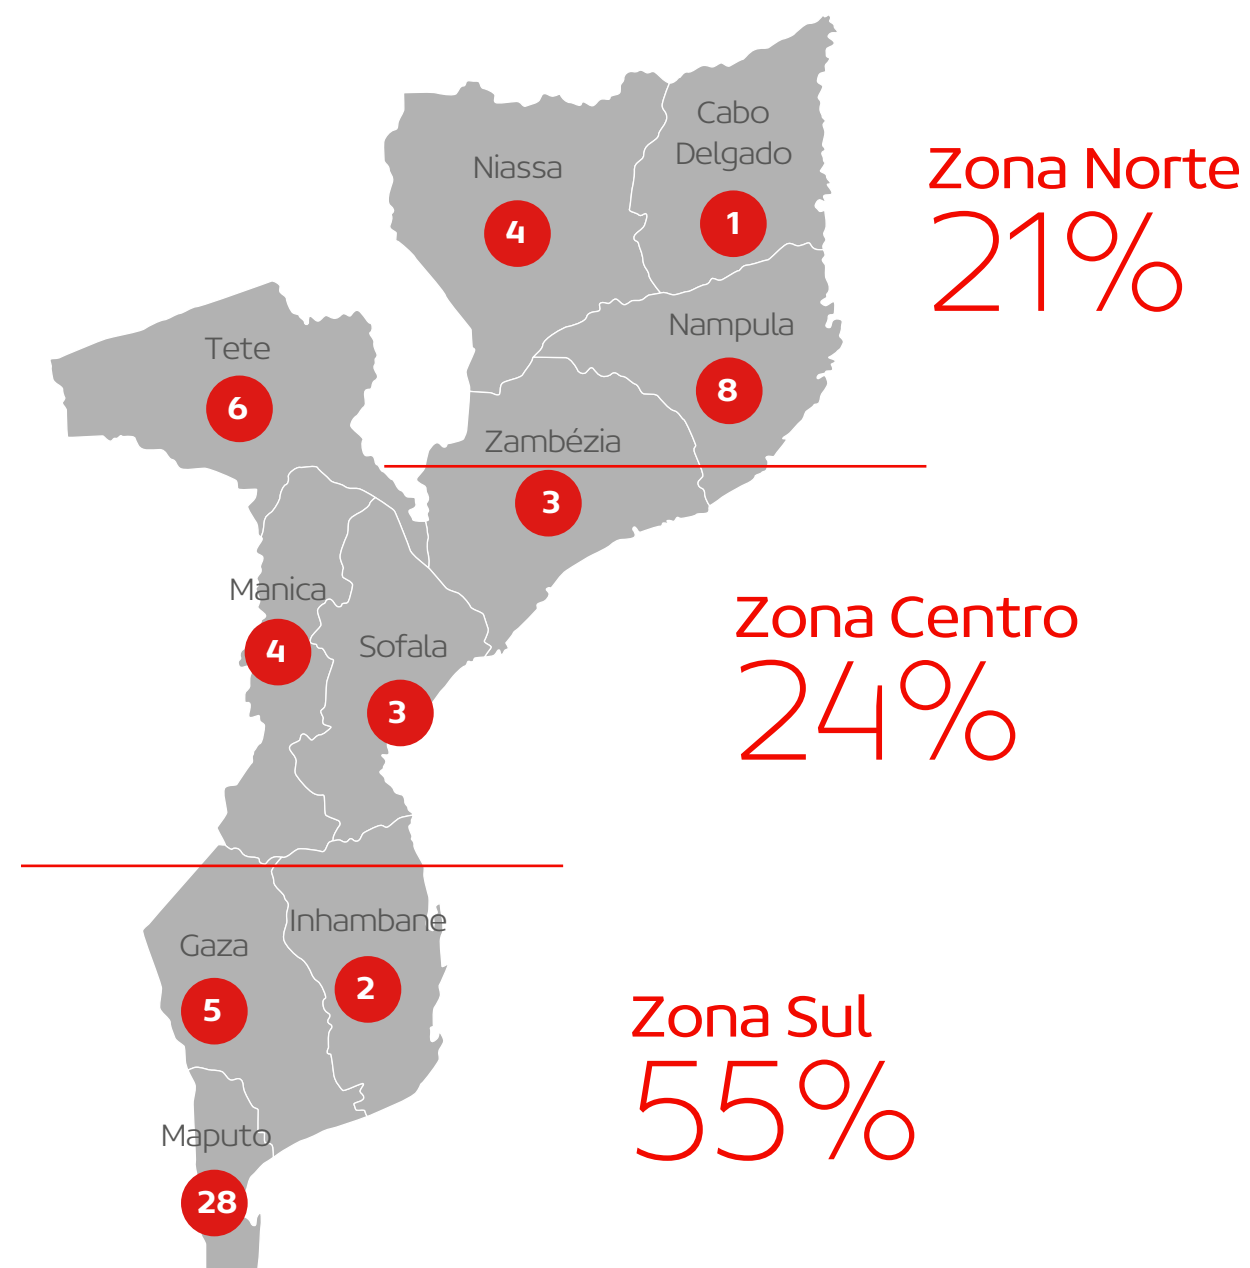 Cabo
Delgado
1
Niassa
4
Zona Norte
21%
Nampula
8
Tete
6
Zambézia
3
Manica
4
Sofala
3
Zona Centro
24%
Inhambane
2
Gaza
5
Zona Sul
55%
Maputo
28